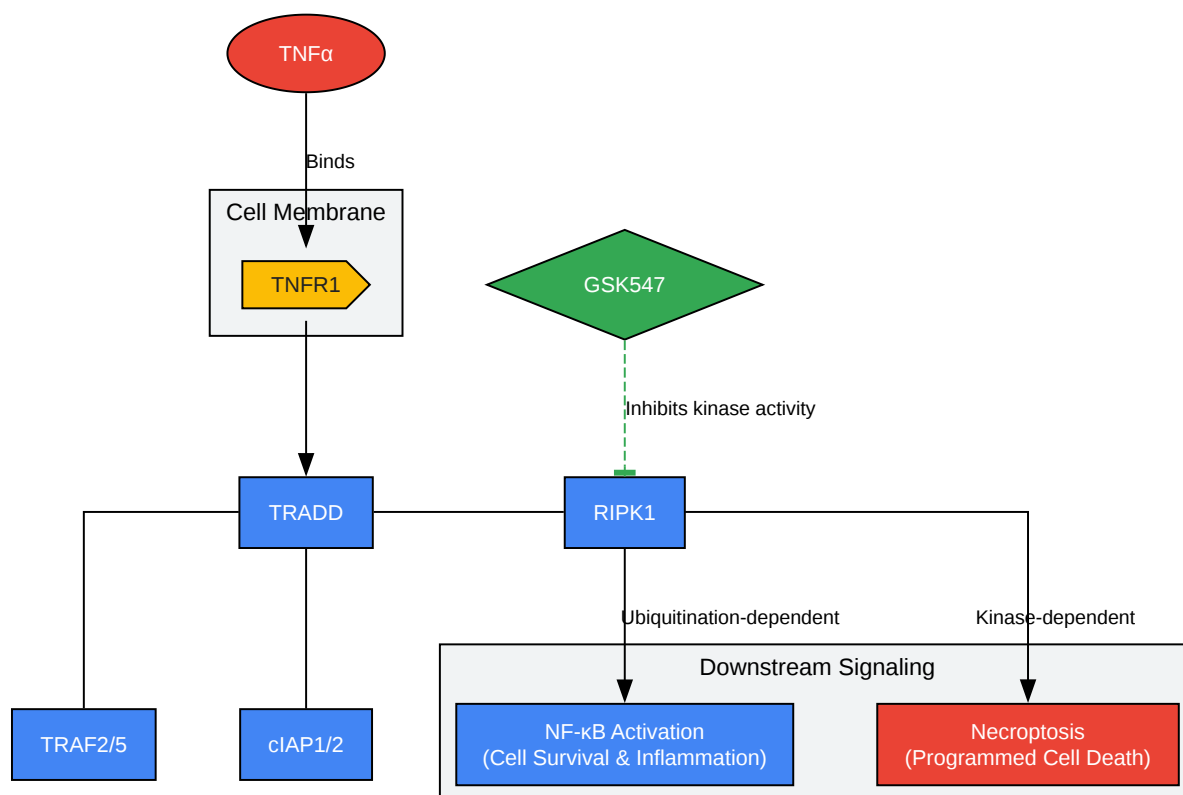 TNFα
Binds
Cell Membrane
TNFR1
GSK547
Inhibits kinase activity
TRADD
RIPK1
Ubiquitination-dependent
Kinase-dependent
Downstream Signaling
TRAF2/5
cIAP1/2
NF-κB Activation
(Cell Survival & Inflammation)
Necroptosis
(Programmed Cell Death)